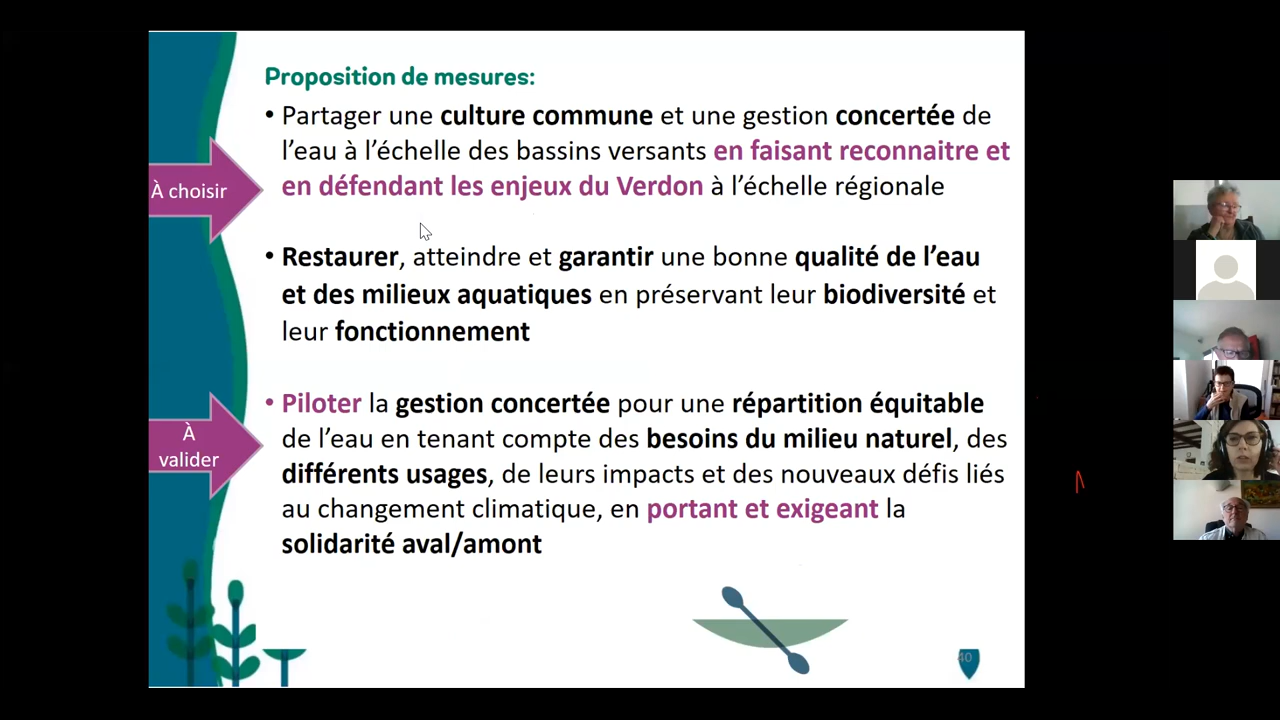 Proposition de mesures:
• Partager une culture commune et une gestion concertée de
l’eau à l’échelle des bassins versants en faisant reconnaitre et
en défendant les enjeux du Verdon à l’échelle régionale
À choisir
• Restaurer, atteindre et garantir une bonne qualité de l’eau
et des milieux aquatiques en préservant leur biodiversité et
leur fonctionnement
• Piloter la gestion concertée pour une répartition équitable
de l’eau en tenant compte des besoins du milieu naturel, des
différents usages, de leurs impacts et des nouveaux défis liés
au changement climatique, en portant et exigeant la
solidarité aval/amont
À
valider
40